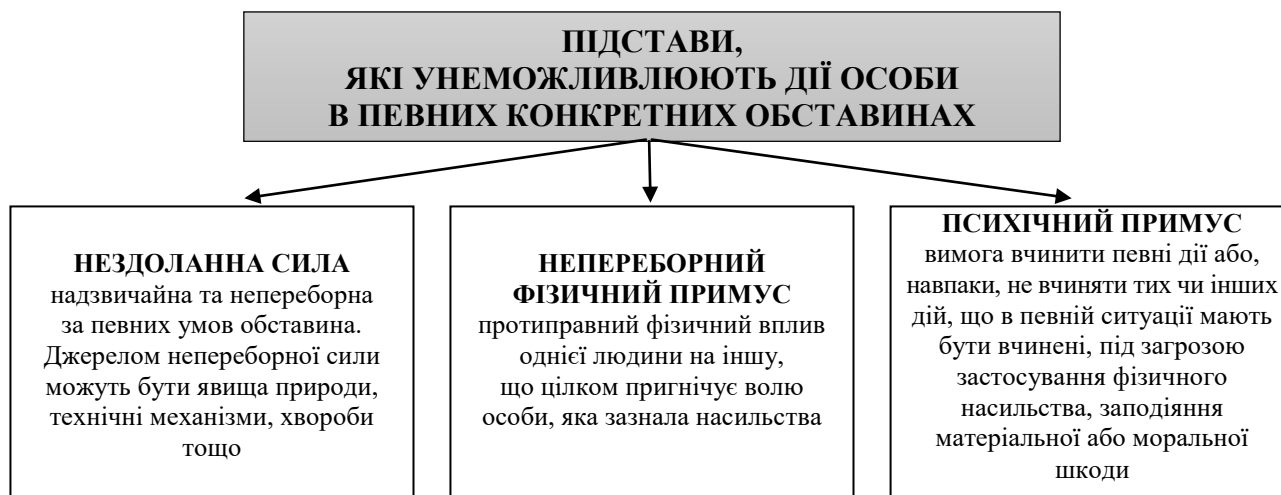 ПІДСТАВИ,
ЯКІ УНЕМОЖЛИВЛЮЮТЬ ДІЇ ОСОБИ
В ПЕВНИХ КОНКРЕТНИХ ОБСТАВИНАХ
НЕЗДОЛАННА СИЛА
надзвичайна та непереборна
за певних умов обставина.
Джерелом непереборної сили
можуть бути явища природи,
технічні механізми, хвороби
тощо
НЕПЕРЕБОРНИЙ
ФІЗИЧНИЙ ПРИМУС
протиправний фізичний вплив
однієї людини на іншу,
що цілком пригнічує волю
особи, яка зазнала насильства
ПСИХІЧНИЙ ПРИМУС
вимога вчинити певні дії або,
навпаки, не вчиняти тих чи інших
дій, що в певній ситуації мають
бути вчинені, під загрозою
застосування фізичного
насильства, заподіяння
матеріальної або моральної
шкоди